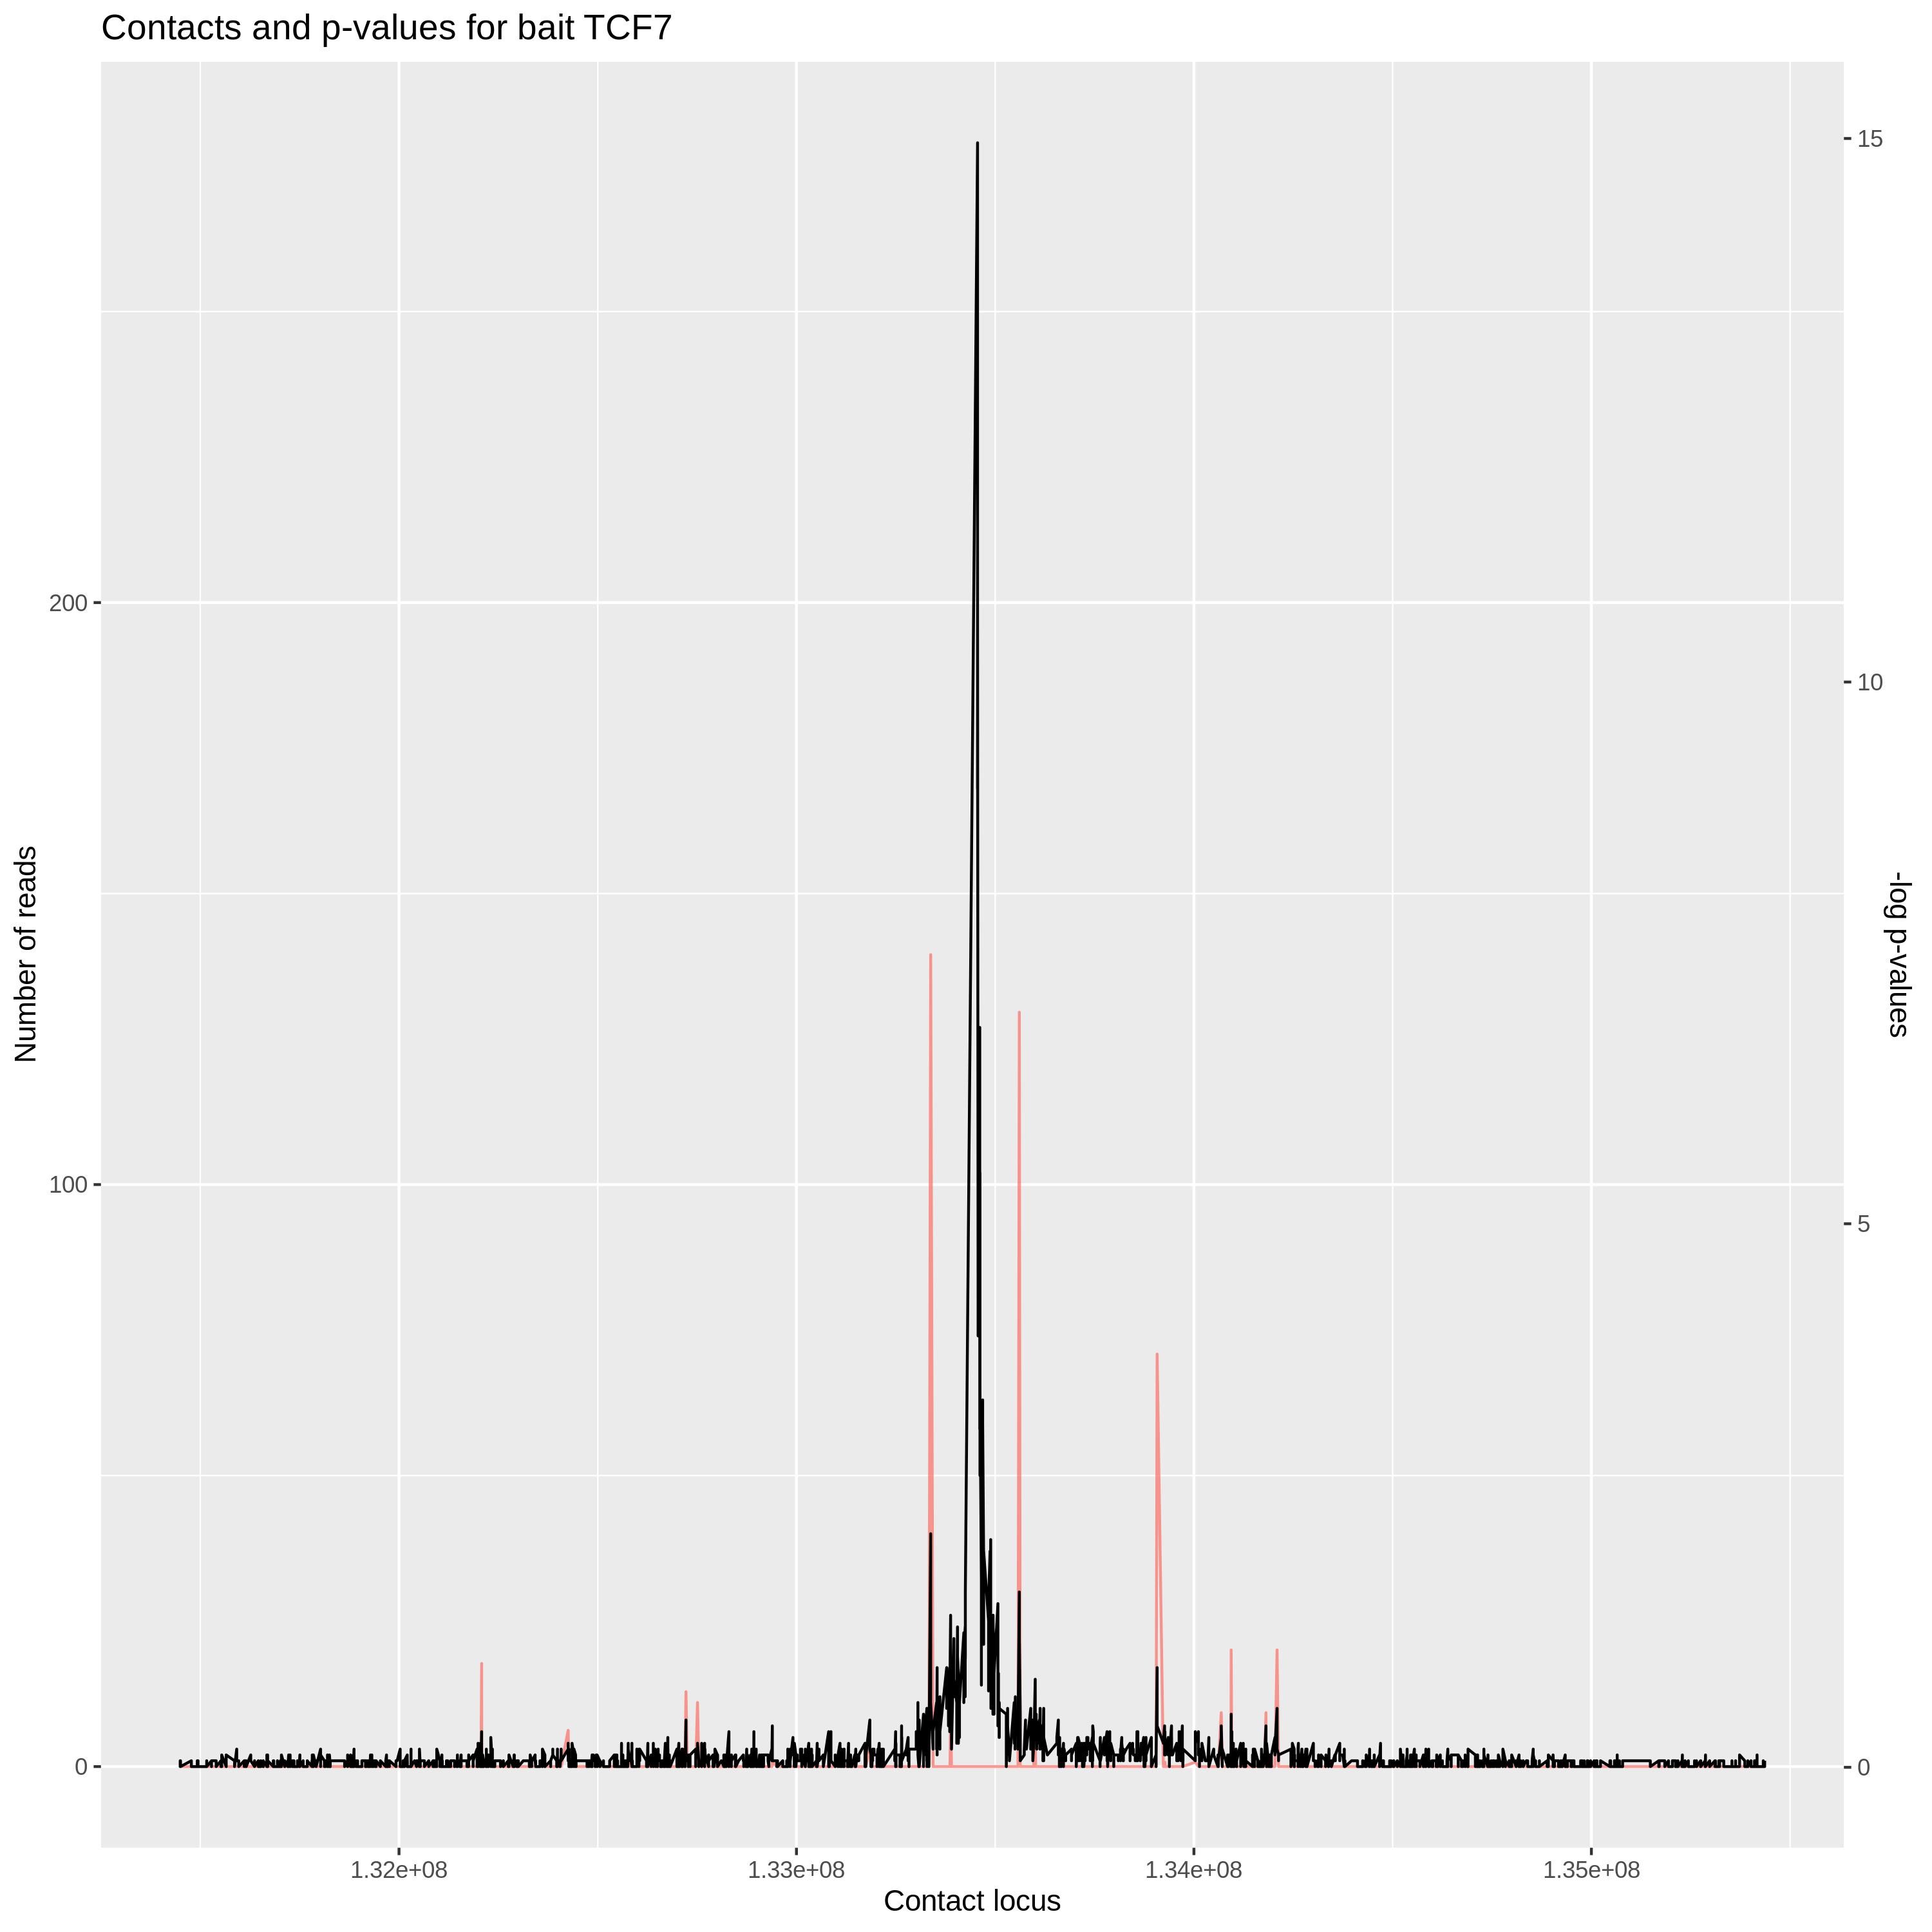 Contacts and p-values for bait TCF7
15
200
10
Number of reads
-log p-values
100
5
0
0
1.32e+08
1.33e+08
1.34e+08
1.35e+08
Contact locus